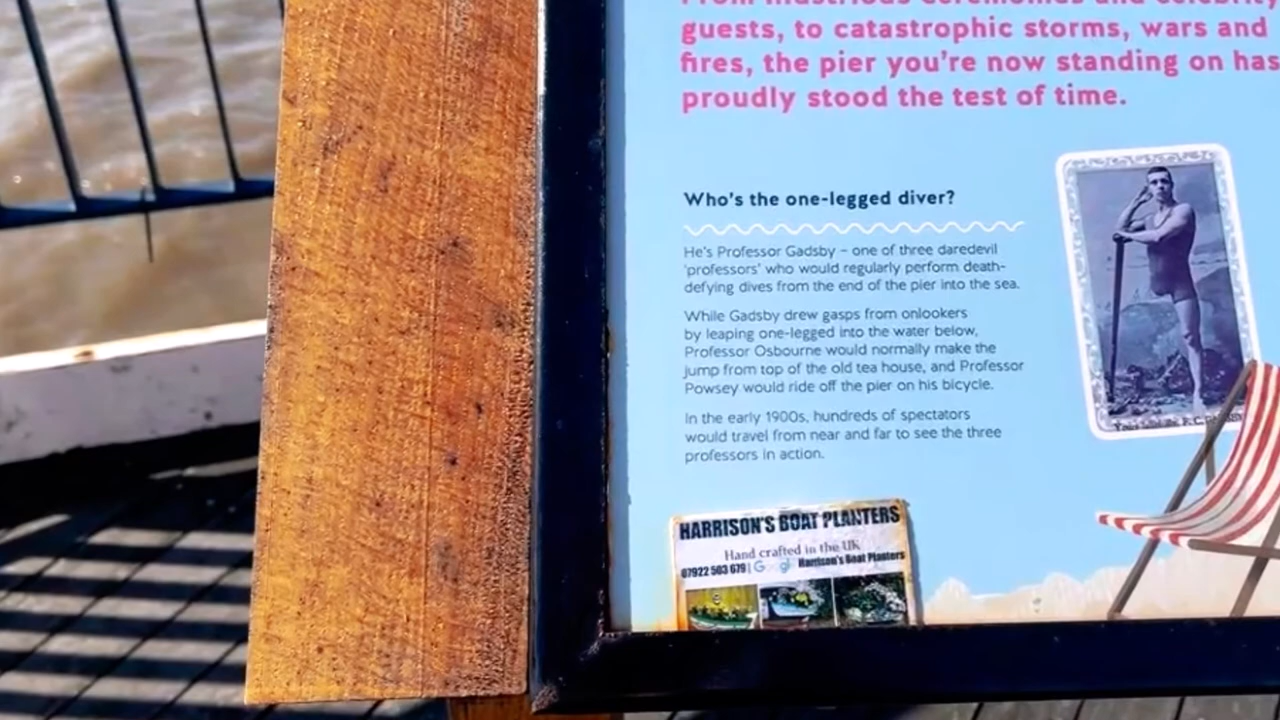 guests, to catastrophic storms, wars and
fires, the pier you're now standing on has
proudly stood the test of time.
Who's the one-legged diver?
He's Professor Gadsby – one of three daredevil
'professors' who would regularly perform death-
defying dives from the end of the pier into the sea.
While Gadsby drew gasps from onlookers
by leaping one-legged into the water below,
Professor Osbourne would normally make the
jump from top of the old tea house, and Professor
Powsey would ride off the pier on his bicycle.
In the early 1900s, hundreds of spectators
would travel from near and far to see the three
professors in action.
HARRISON'S BOAT PLANTERS
Hand crafted in the UK
07922 503 679 | Google Harrison's Boat Planters